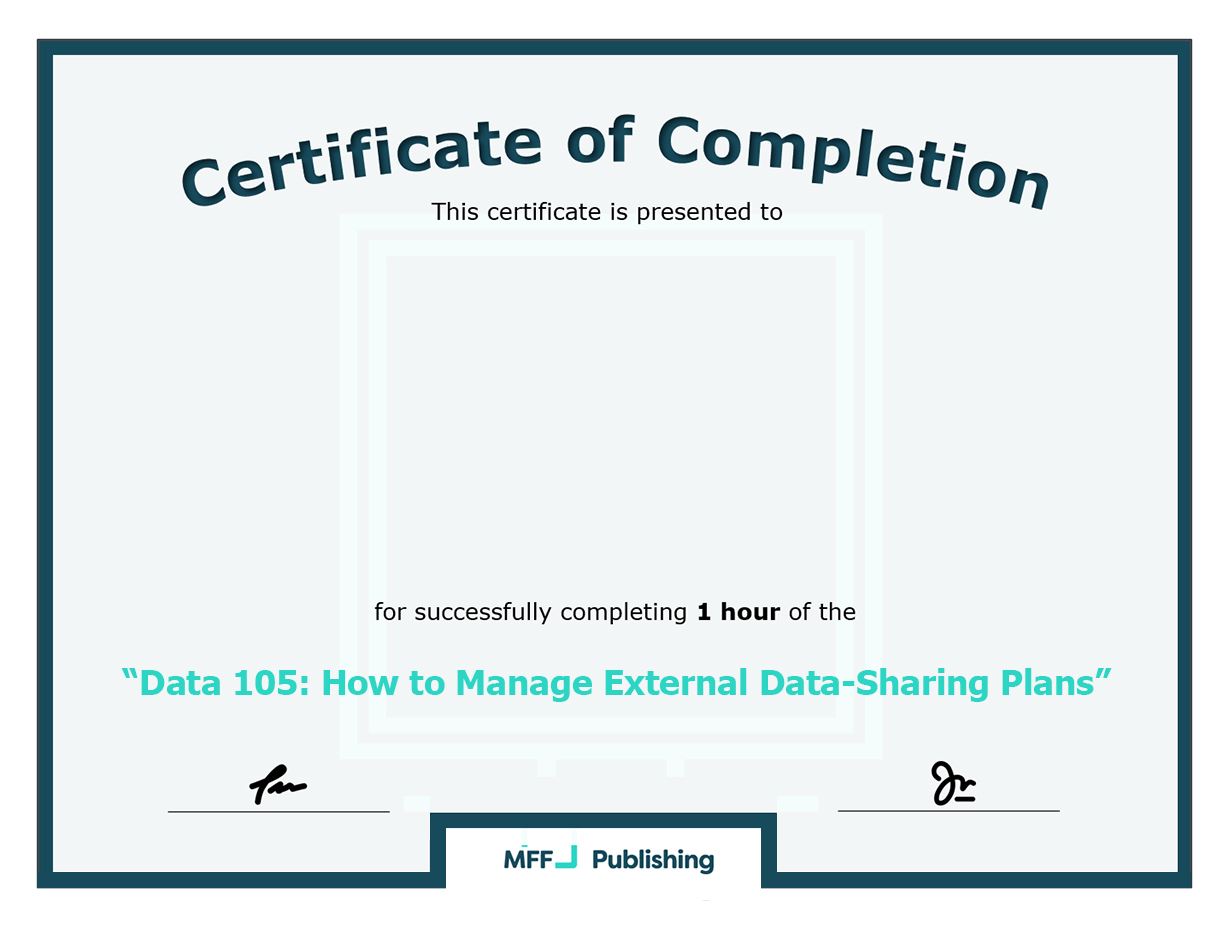 Certificate of Completion
This certificate is presented to
for successfully completing 1 hour of the
“Data 105: How to Manage External Data-Sharing Plans”
MFF Publishing